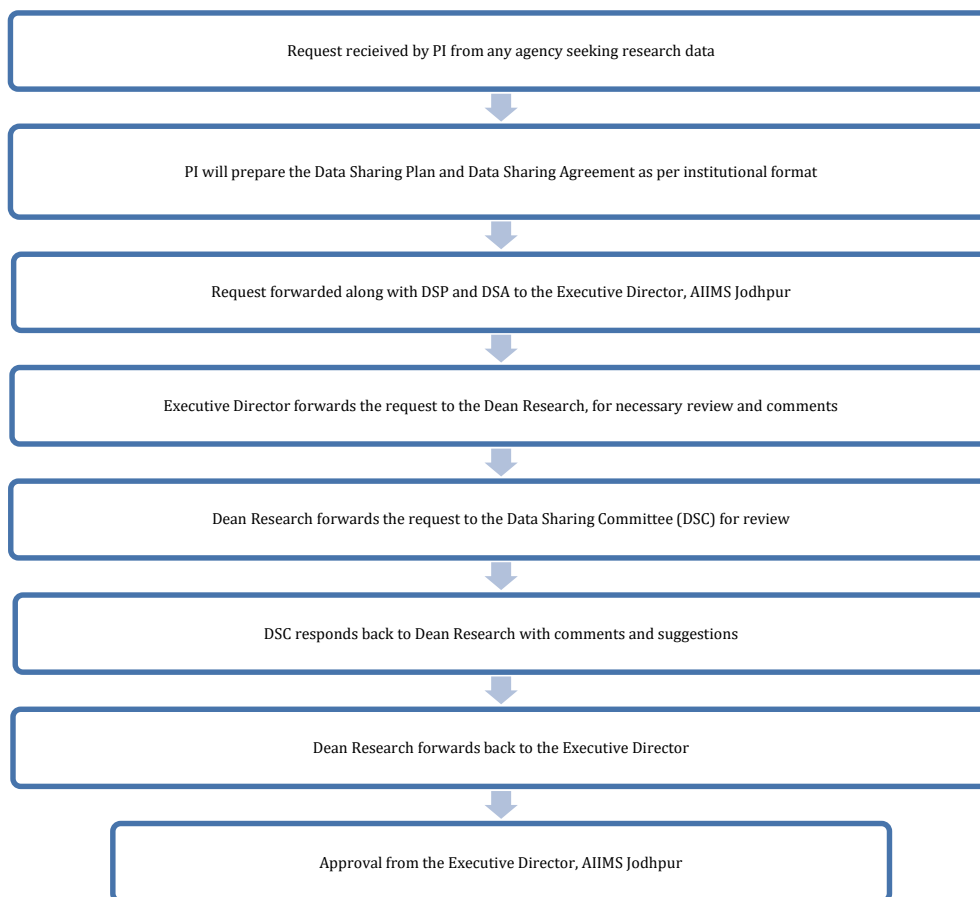 Request recieived by PI from any agency seeking research data
PI will prepare the Data Sharing Plan and Data Sharing Agreement as per institutional format
Request forwarded along with DSP and DSA to the Executive Director, AIIMS Jodhpur
Executive Director forwards the request to the Dean Research, for necessary review and comments
Dean Research forwards the request to the Data Sharing Committee (DSC) for review
DSC responds back to Dean Research with comments and suggestions
Dean Research forwards back to the Executive Director
Approval from the Executive Director, AIIMS Jodhpur